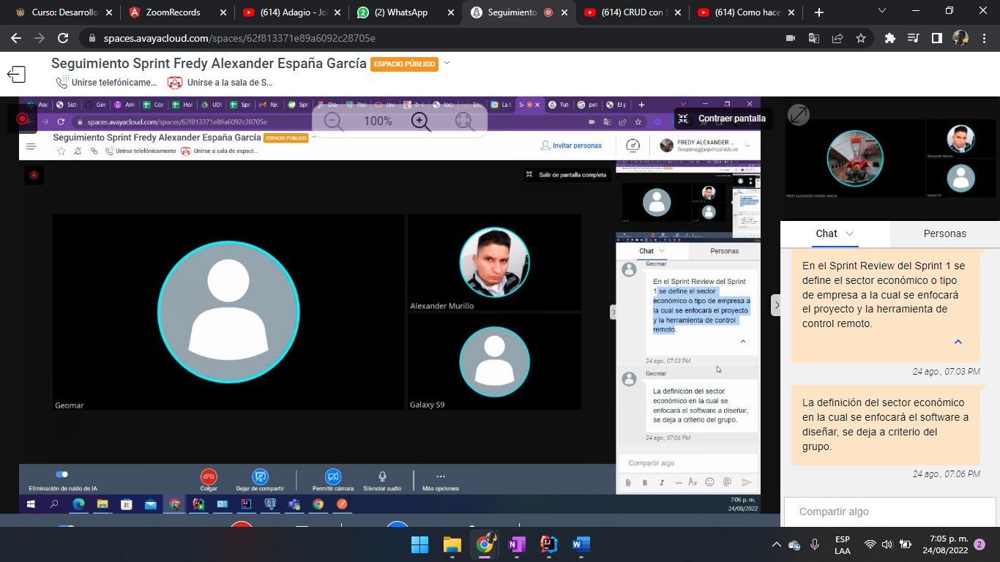 Curso: Desarrollo
ZoomRecords
(614) Adagio - Jo
(2) WhatsApp
Seguimiento
(614) CRUD con S
(614) Como hace
spaces.avayacloud.com/spaces/62f813371e89a6092c28705e
Seguimiento Sprint Fredy Alexander España García
ESPACIO PÚBLICO
Unirse telefónicame...
Unirse a la sala de S...
spaces.avayacloud.com/spaces/62f813371e89a6092c28705e
100%
Contraer pantalla
Seguimiento Sprint Fredy Alexander España García
ESPACIO PÚBLICO
Unirse telefónicamente
Unirse a sala de espaci...
Invitar personas
FREDY ALEXANDER ...
faespanag@uqvirtual.edu.co
Salir de pantalla completa
Geomar
Alexander Murillo
Galaxy S9
Chat
Personas
Geomar
En el Sprint Review del Sprint
1 se define el sector
económico o tipo de empresa a
la cual se enfocará el proyecto
y la herramienta de control
remoto.
24 ago., 07:03 PM
Geomar
La definición del sector
económico en la cual se
enfocará el software a diseñar,
se deja a criterio del grupo.
24 ago., 07:06 PM
Compartir algo
Eliminación de ruido de IA
Colgar
Dejar de compartir
Permitir cámara
Silenciar audio
Más opciones
7:06 p. m.
24/08/2022
FREDY ALEXANDER ESPAÑA GARCIA
Alexander Murillo
Galaxy S9
Chat
Personas
En el Sprint Review del Sprint 1 se
define el sector económico o tipo
de empresa a la cual se enfocará
el proyecto y la herramienta de
control remoto.
24 ago., 07:03 PM
La definición del sector económico
en la cual se enfocará el software a
diseñar, se deja a criterio del
grupo.
24 ago., 07:06 PM
Compartir algo
ESP
LAA
7:05 p. m.
24/08/2022
2